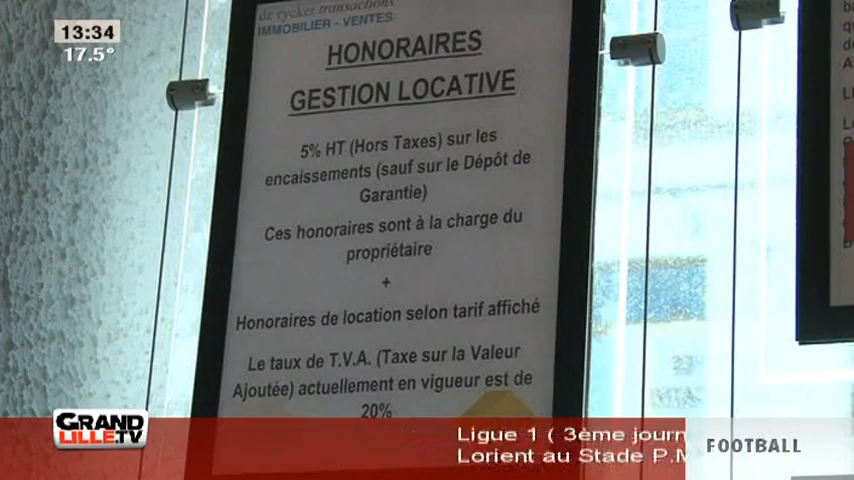 13:34
17.5°
de cycker transactions
IMMOBILIER - VENTES
HONORAIRES
GESTION LOCATIVE
5% HT (Hors Taxes) sur les
encaissements (sauf sur le Dépôt de
Garantie)
Ces honoraires sont à la charge du
propriétaire
+
Honoraires de location selon tarif affiché
Le taux de T.V.A. (Taxe sur la Valeur
Ajoutée) actuellement en vigueur est de
20%
GRAND
LILLE.TV
Ligue 1 ( 3ème journ
Lorient au Stade P.M
FOOTBALL